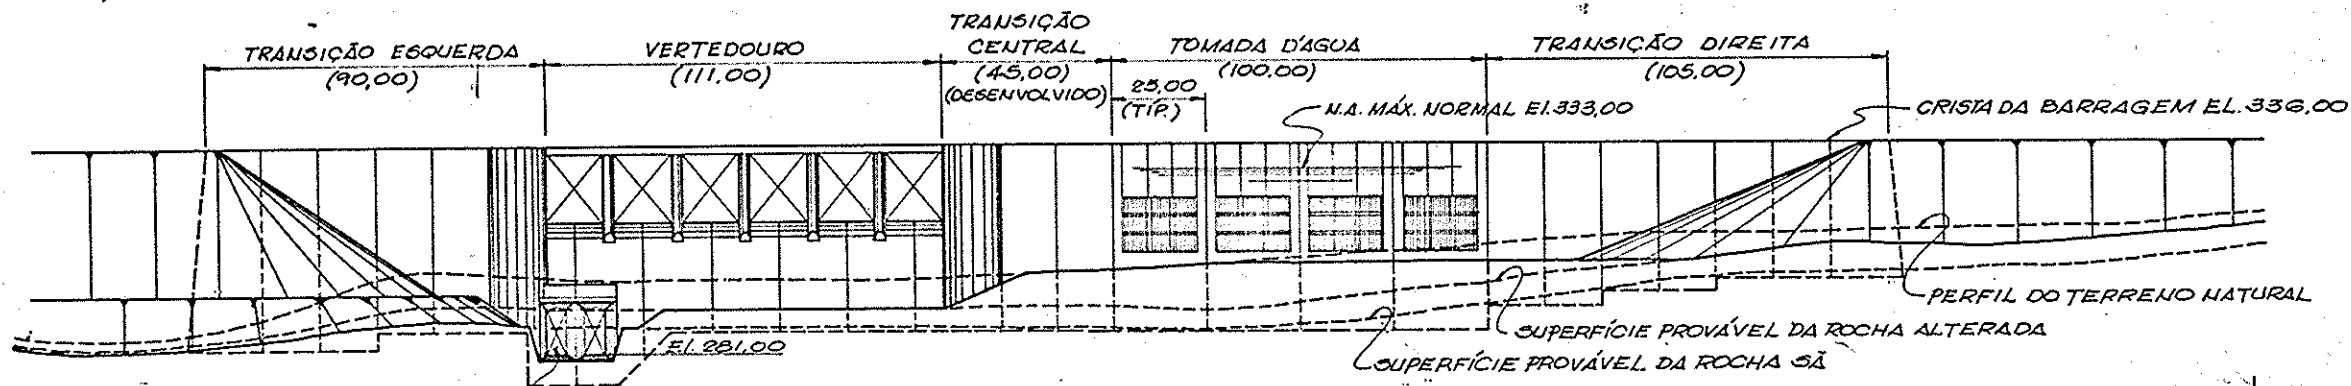 TRANSIÇÃO ESQUERDA
(90,00)
VERTEDOURO
(111,00)
TRANSIÇÃO
CENTRAL
(45,00)
(DESENVOLVIDO)
TOMADA D'AGUA
(100,00)
25,00
(TÍP.)
TRANSIÇÃO DIREITA
(105,00)
N.A. MÁX. NORMAL El.333,00
CRISTA DA BARRAGEM EL.336,00
PERFIL DO TERRENO NATURAL
SUPERFÍCIE PROVÁVEL DA ROCHA ALTERADA
SUPERFÍCIE PROVÁVEL DA ROCHA SÃ
El.281,00